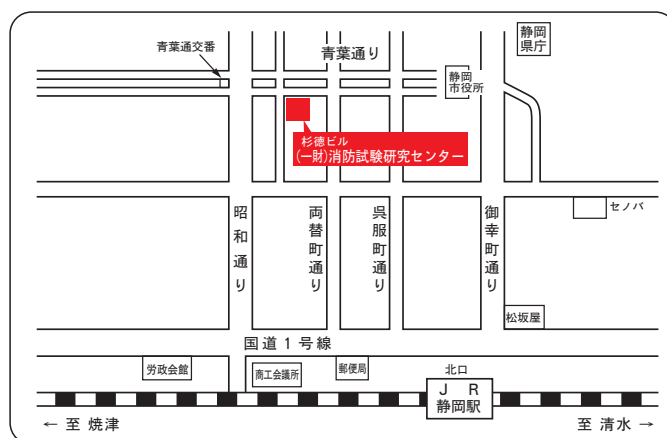 静岡
県庁
青葉通交番
青葉通り
静岡
市役所
杉徳ビル
(一財)消防試験研究センター
昭和通り
両替町通り
呉服町通り
御幸町通り
セノバ
松坂屋
国道1号線
労政会館
商工会議所
郵便局
北口
JR
静岡駅
← 至 焼津
至 清水 →